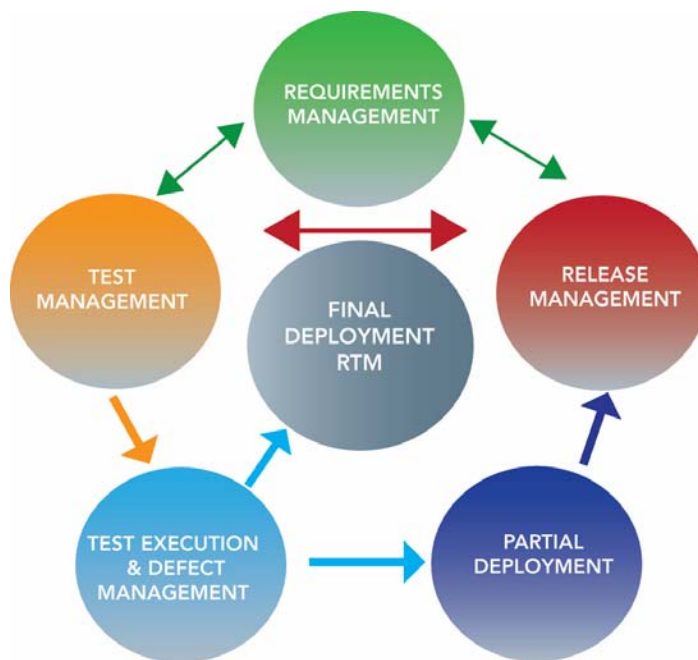 REQUIREMENTS
MANAGEMENT
TEST
MANAGEMENT
RELEASE
MANAGEMENT
FINAL
DEPLOYMENT
RTM
TEST EXECUTION
& DEFECT
MANAGEMENT
PARTIAL
DEPLOYMENT